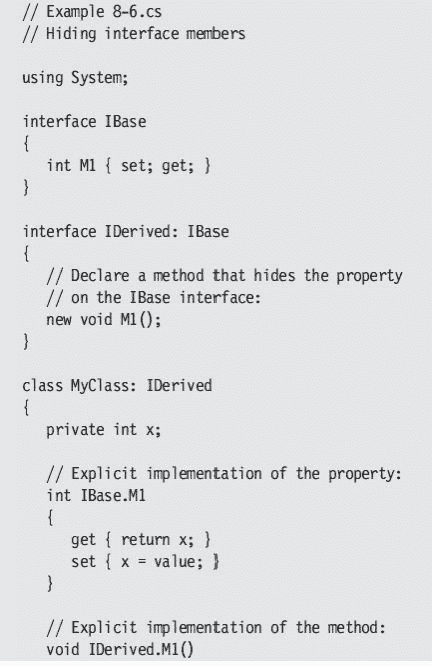 // Example 8-6.cs
// Hiding interface members
using System;
interface IBase
{
int M1 { set; get; }
}
interface IDerived: IBase
{
// Declare a method that hides the property
// on the IBase interface:
new void M1();
}
class MyClass: IDerived
{
private int x;
// Explicit implementation of the property:
int IBase.M1
{
get { return x; }
set { x = value; }
}
// Explicit implementation of the method:
void IDerived.M1()